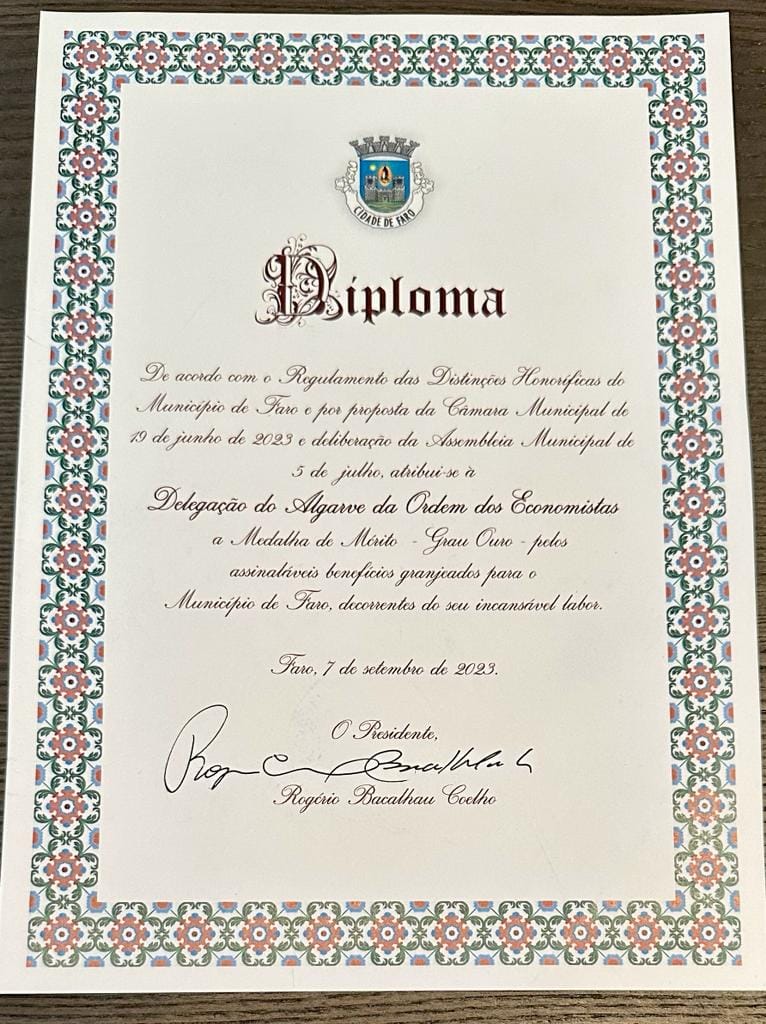 CIDADE DE FARO
Diploma
De acordo com o Regulamento das Distinções Honoríficas do
Município de Faro e por proposta da Câmara Municipal de
19 de junho de 2023 e deliberação da Assembleia Municipal de
5 de julho, atribui-se à
Delegação do Algarve da Ordem dos Economistas
a Medalha de Mérito - Grau Ouro - pelos
assinaláveis benefícios granjeados para o
Município de Faro, decorrentes do seu incansável labor.
Faro, 7 de setembro de 2023.
O Presidente,
Rogério Bacalhau Coelho